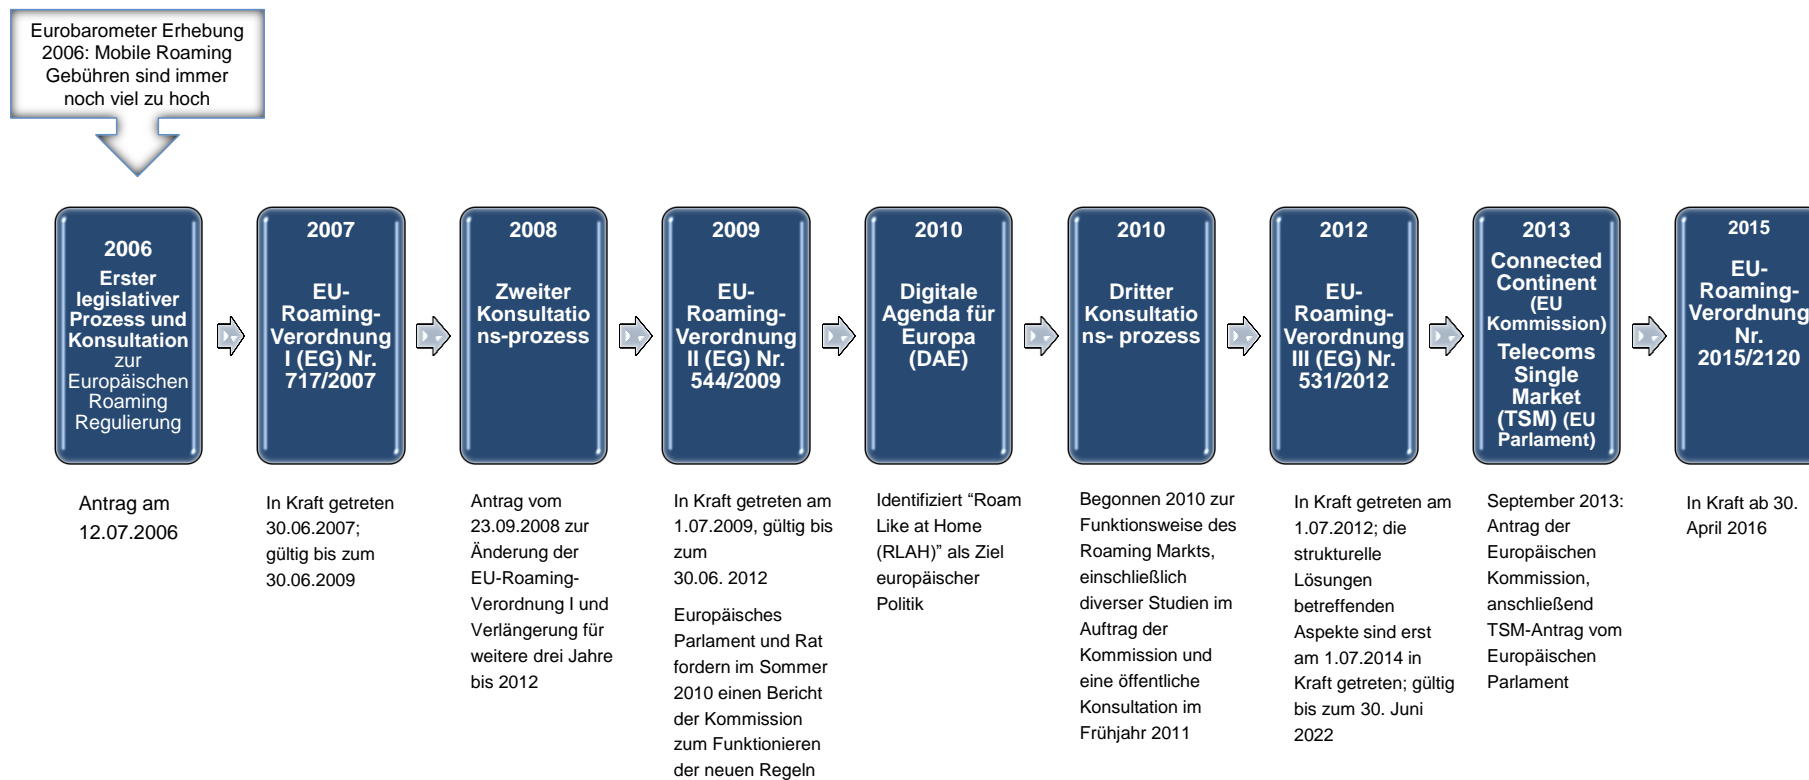 Eurobarometer Erhebung
2006: Mobile Roaming
Gebühren sind immer
noch viel zu hoch
2006
Erster
legislativer
Prozess und
Konsultation
zur
Europäischen
Roaming
Regulierung
2007
EU-
Roaming-
Verordnung
I (EG) Nr.
717/2007
2008
Zweiter
Konsultatio
ns-prozess
2009
EU-
Roaming-
Verordnung
II (EG) Nr.
544/2009
2010
Digitale
Agenda für
Europa
(DAE)
2010
Dritter
Konsultatio
ns- prozess
2012
EU-
Roaming-
Verordnung
III (EG) Nr.
531/2012
2013
Connected
Continent
(EU
Kommission)
Telecoms
Single
Market
(TSM) (EU
Parlament)
2015
EU-
Roaming-
Verordnung
Nr.
2015/2120
Antrag am
12.07.2006
In Kraft getreten
30.06.2007;
gültig bis zum
30.06.2009
Antrag vom
23.09.2008 zur
Änderung der
EU-Roaming-
Verordnung I und
Verlängerung für
weitere drei Jahre
bis 2012
In Kraft getreten am
1.07.2009, gültig bis
zum
30.06. 2012
Europäisches
Parlament und Rat
fordern im Sommer
2010 einen Bericht
der Kommission
zum Funktionieren
der neuen Regeln
Identifiziert “Roam
Like at Home
(RLAH)” als Ziel
europäischer
Politik
Begonnen 2010 zur
Funktionsweise des
Roaming Markts,
einschließlich
diverser Studien im
Auftrag der
Kommission und
eine öffentliche
Konsultation im
Frühjahr 2011
In Kraft getreten am
1.07.2012; die
strukturelle
Lösungen
betreffenden
Aspekte sind erst
am 1.07.2014 in
Kraft getreten; gültig
bis zum 30. Juni
2022
September 2013:
Antrag der
Europäischen
Kommission,
anschließend
TSM-Antrag vom
Europäischen
Parlament
In Kraft ab 30.
April 2016